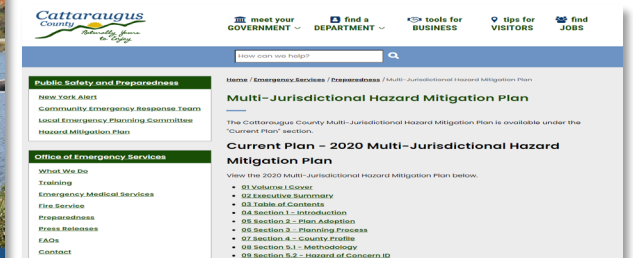 Cattaraugus
County
Naturally Yours
to Enjoy
meet your
GOVERNMENT
find a
DEPARTMENT
tools for
BUSINESS
tips for
VISITORS
find
JOBS
How can we help?
Public Safety and Preparedness
New York Alert
Community Emergency Response Team
Local Emergency Planning Committee
Hazard Mitigation Plan
Office of Emergency Services
What We Do
Training
Emergency Medical Services
Fire Service
Preparedness
Press Releases
FAQs
Contact
Home / Emergency Services / Preparedness / Multi-Jurisdictional Hazard Mitigation Plan
Multi-Jurisdictional Hazard Mitigation Plan
The Cattaraugus County Multi-Jurisdictional Hazard Mitigation Plan is available under the
"Current Plan" section.
Current Plan - 2020 Multi-Jurisdictional Hazard
Mitigation Plan
View the 2020 Multi-Jurisdictional Hazard Mitigation Plan below.
01 Volume I Cover
02 Executive Summary
03 Table of Contents
04 Section 1 - Introduction
05 Section 2 - Plan Adoption
06 Section 3 - Planning Process
07 Section 4 - County Profile
08 Section 5.1 - Methodology
09 Section 5.2 - Hazard of Concern ID